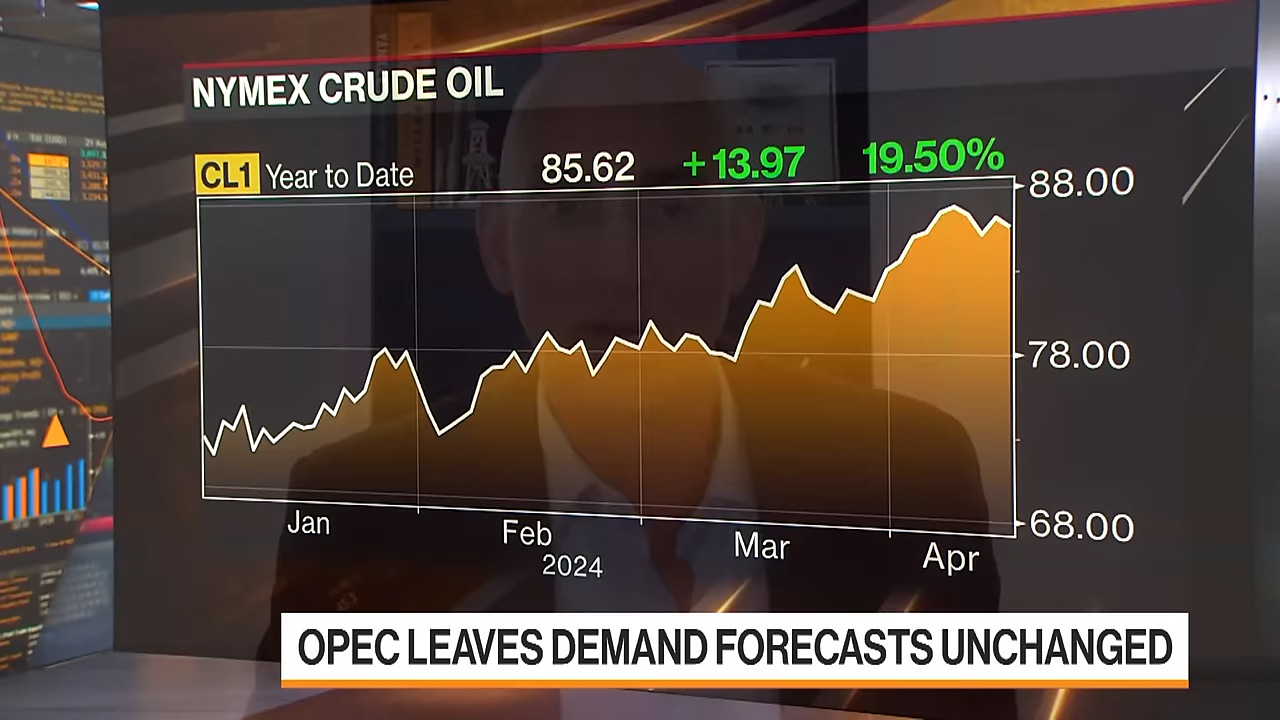 NYMEX CRUDE OIL
CL1 Year to Date 85.62 +13.97 19.50%
88.00
78.00
68.00
Jan Feb Mar Apr
2024
OPEC LEAVES DEMAND FORECASTS UNCHANGED